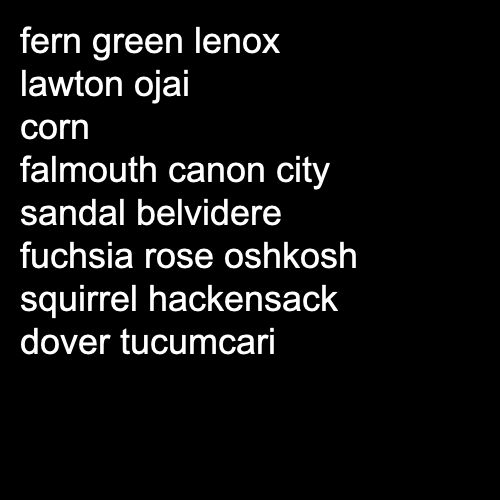 fern green lenox
lawton ojai
corn
falmouth canon city
sandal belvidere
fuchsia rose oshkosh
squirrel hackensack
dover tucumcari